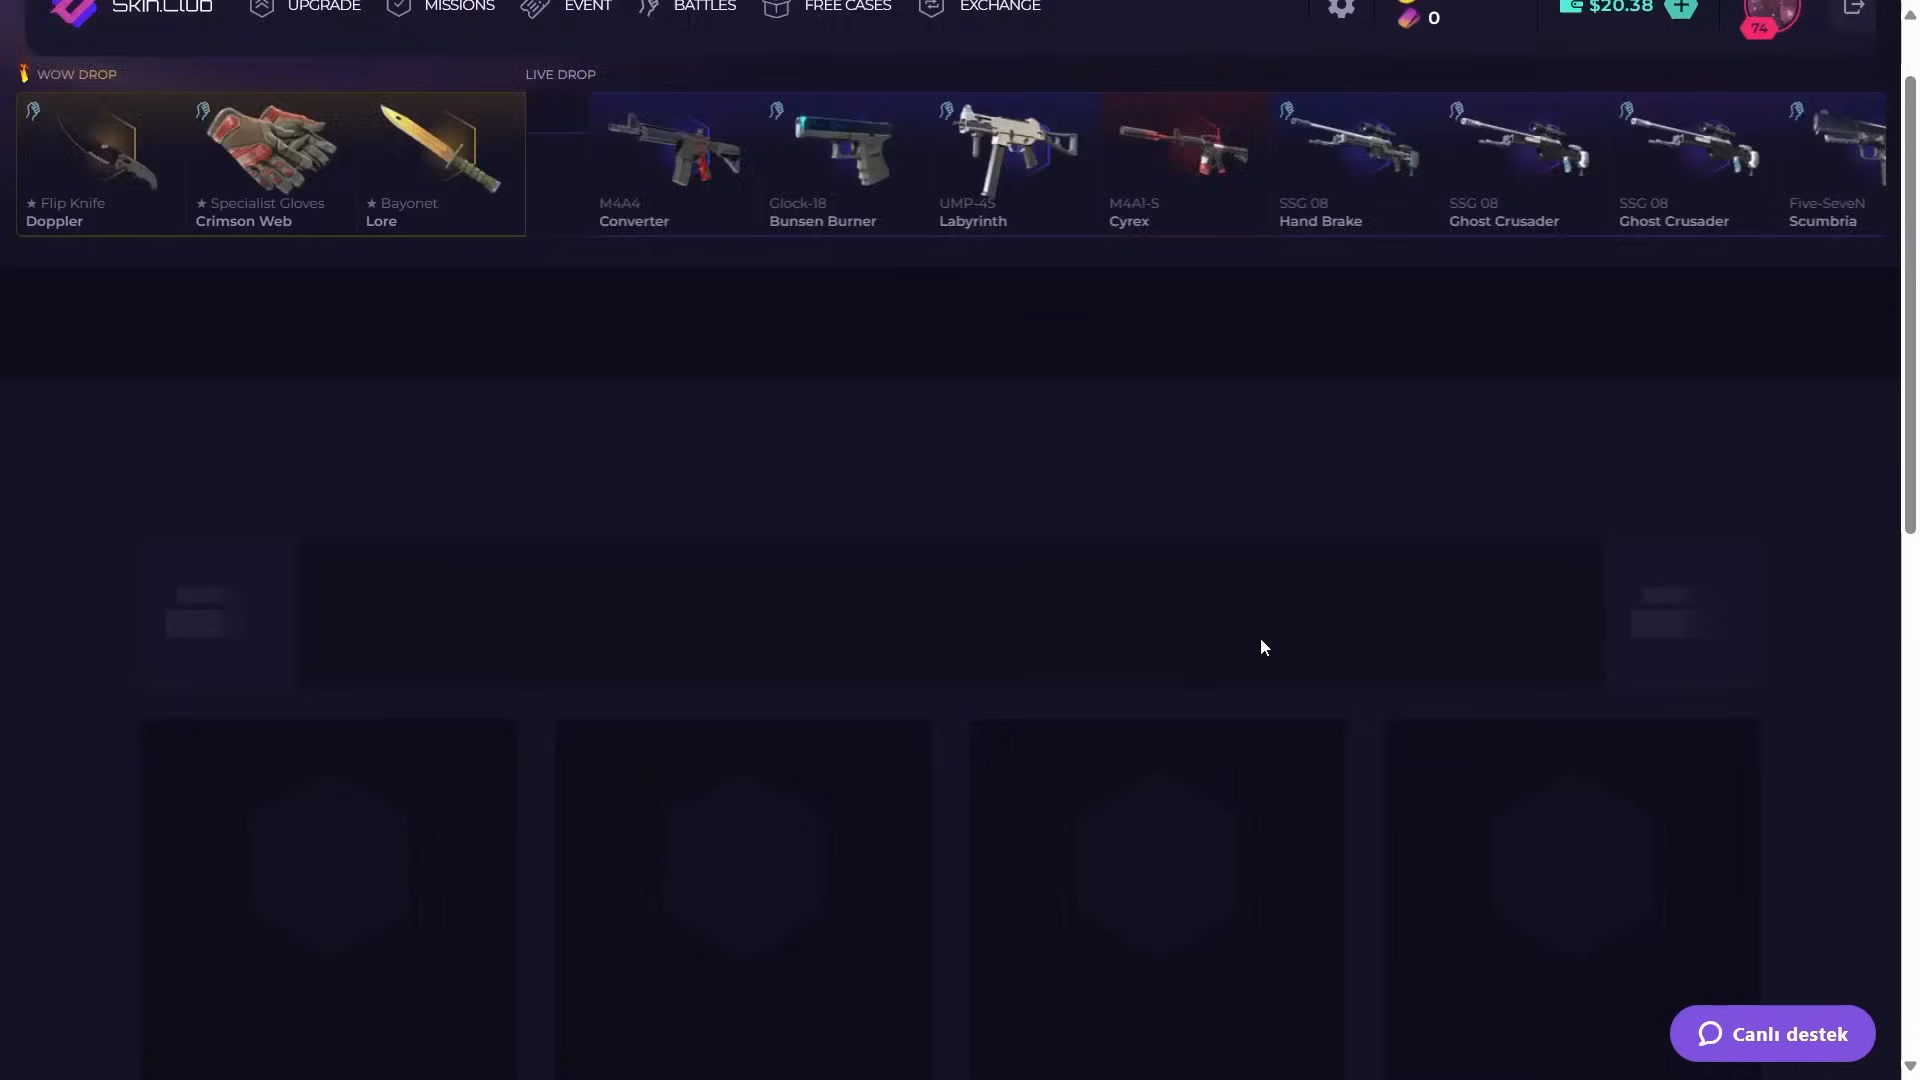 Skin.Club
UPGRADE
MISSIONS
EVENT
BATTLES
FREE CASES
EXCHANGE
0
$20.38
74
WOW DROP
LIVE DROP
★ Flip Knife
Doppler
★ Specialist Gloves
Crimson Web
★ Bayonet
Lore
M4A4
Converter
Glock-18
Bunsen Burner
UMP-45
Labyrinth
M4A1-S
Cyrex
SSG 08
Hand Brake
SSG 08
Ghost Crusader
SSG 08
Ghost Crusader
Five-SeveN
Scumbria
Canlı destek